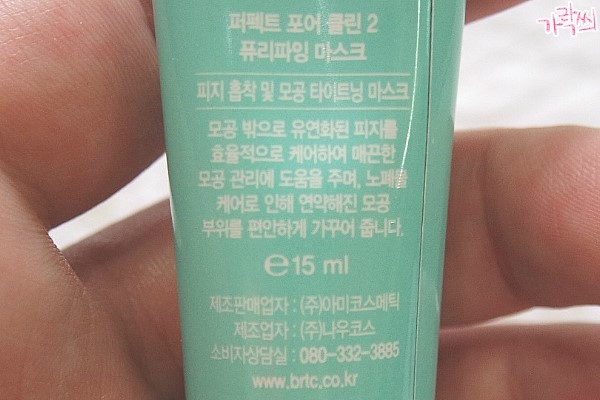 가락찌
퍼펙트 포어 클린 2
퓨리파잉 마스크
피지 흡착 및 모공 타이트닝 마스크
모공 밖으로 유연화된 피지를
효율적으로 케어하여 매끈한
모공 관리에 도움을 주며, 노폐물
케어로 인해 연약해진 모공
부위를 편안하게 가꾸어 줍니다.
℮15 ml
제조판매업자 : (주)아미코스메틱
제조업자 : (주)나우코스
소비자상담실 : 080-332-3885
www.brtc.co.kr